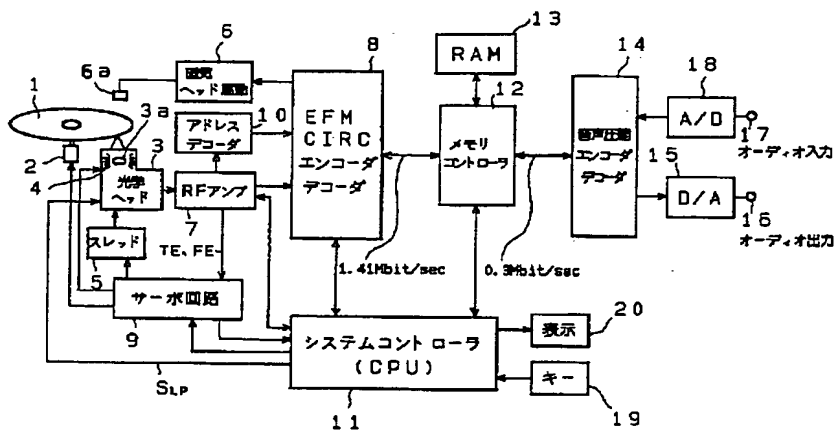 13
6
8
14
RAM
18
6a
磁気
ヘッド駆動
12
1
10
EFM
CIRC
エンコーダ
デコーダ
A/D
3a
アドレス
デコーダ
メモリ
コントローラ
音声圧縮
エンコーダ
デコーダ
17
オーディオ入力
2
3
15
4
光学
ヘッド
RFアンプ
D/A
16
オーディオ出力
7
スレッド
TE、FE
1.41Mbit/sec
0.3Mbit/sec
5
サーボ回路
20
9
システムコントローラ
(CPU)
表示
キー
SLP
11
19